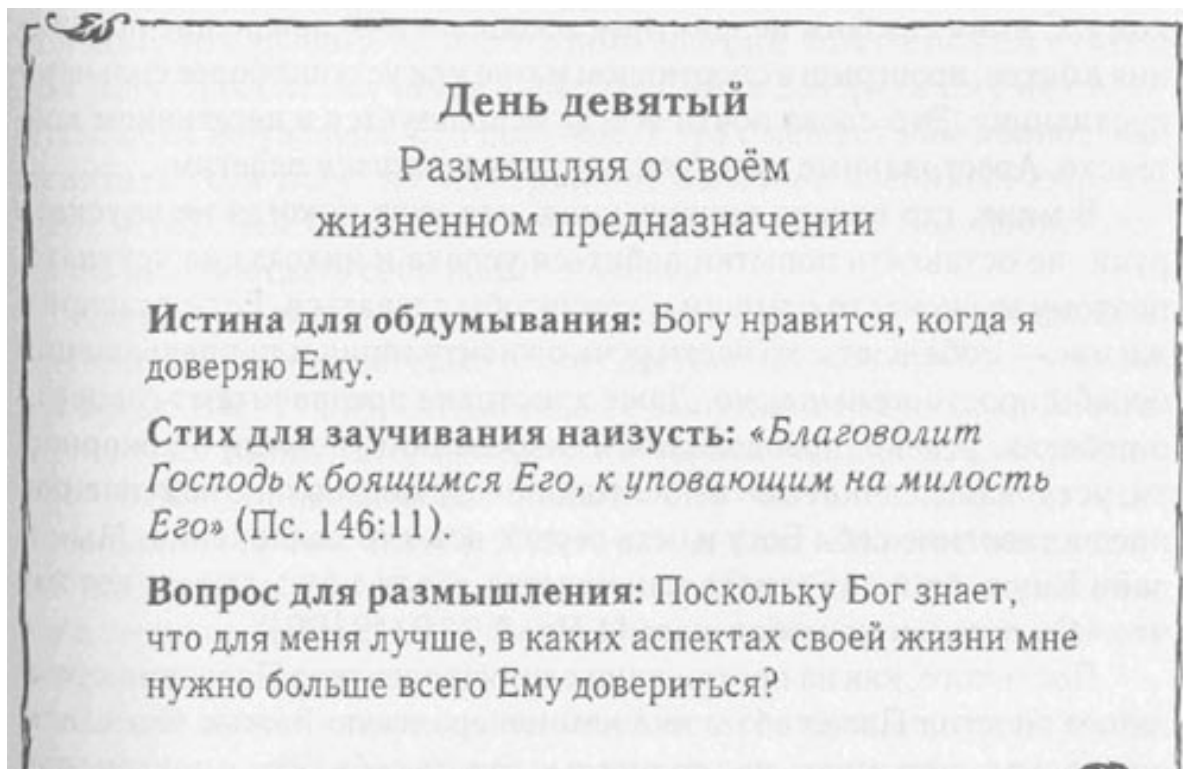 День девятый
Размышляя о своём
жизненном предназначении
Истина для обдумывания: Богу нравится, когда я
доверяю Ему.
Стих для заучивания наизусть: «Благоволит
Господь к боящимся Его, к уповающим на милость
Его» (Пс. 146:11).
Вопрос для размышления: Поскольку Бог знает,
что для меня лучше, в каких аспектах своей жизни мне
нужно больше всего Ему довериться?